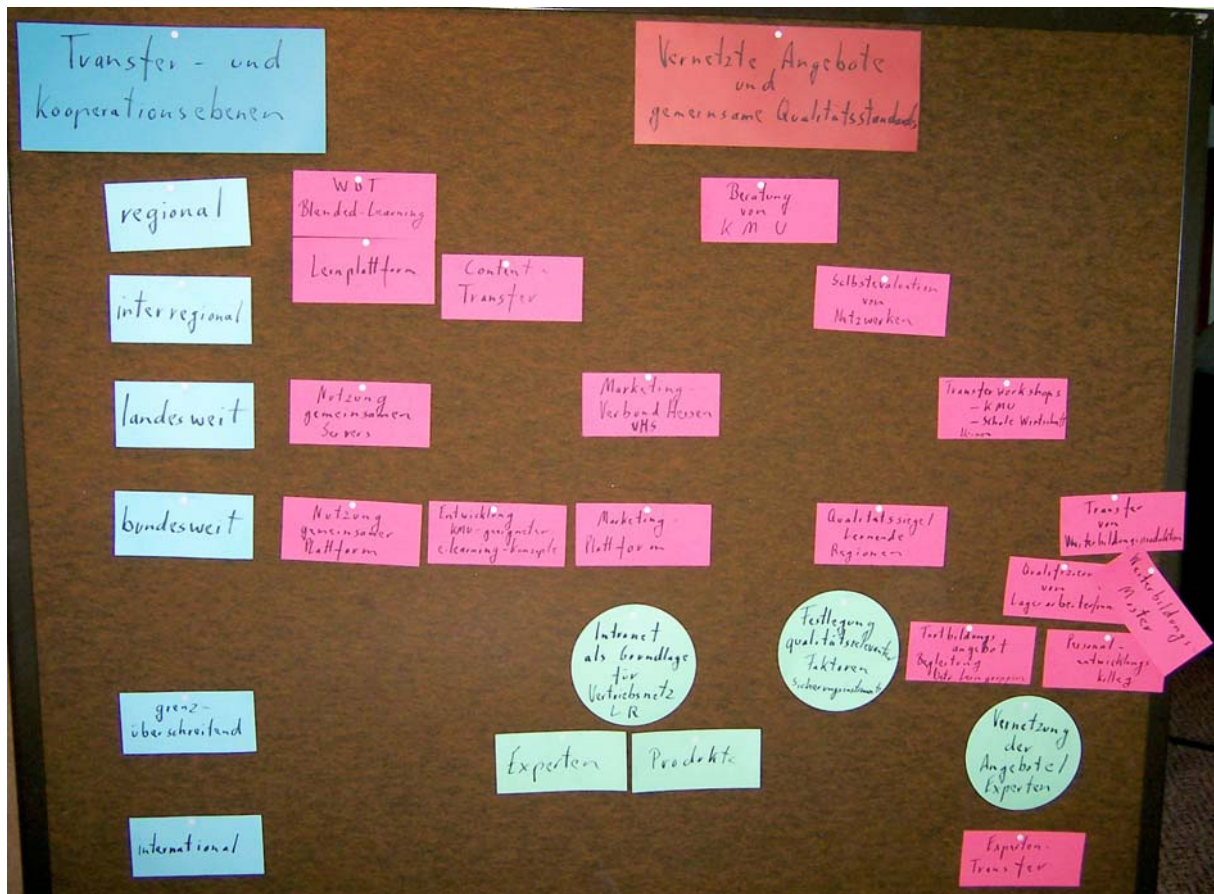 Transfer- und
Kooperationsebenen
Vernetzte Angebote
und
gemeinsame Qualitätsstandards
regional
WBT
Blended-Learning
Lernplattform
Beratung
von
KMU
interregional
Content-
Transfer
Selbstevaluation
von
Netzwerken
landesweit
Nutzung
gemeinsamen
Servers
Marketing-
Verbund Hessen
VHS
Transferworkshops
- KMU
- Schule Wirtschaft
bundesweit
Nutzung
gemeinsamer
Plattform
Entwicklung
KMU-geeigneter
e-learning-Konzepte
Marketing-
Plattform
Qualitätssiegel
Lernende
Regionen
Transfer
von
Weiterbildungsprodukten
Qualifizieren
von
Weiterbildungs
Muster
Intranet
als Grundlage
für
Vertriebsnetz
LR
Festlegung
qualitätsrelevanter
Faktoren
Fortbildungs
angebot
Begleitung
Personal-
entwicklungs
kolleg
grenz-
überschreitend
Experten
Produkte
Vernetzung
der
Angebote/
Experten
international
Experten-
Transfer